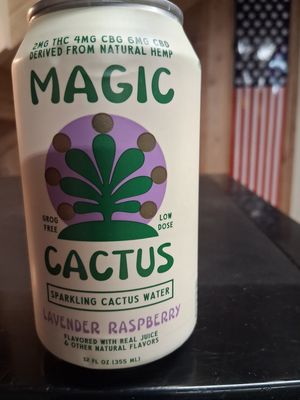 2MG THC 4MG CBG 6MG CBD
DERIVED FROM NATURAL HEMP
MAGIC
GROG FREE
LOW DOSE
CACTUS
SPARKLING CACTUS WATER
LAVENDER RASPBERRY
FLAVORED WITH REAL JUICE
& OTHER NATURAL FLAVORS
12 FL OZ (355 ML)